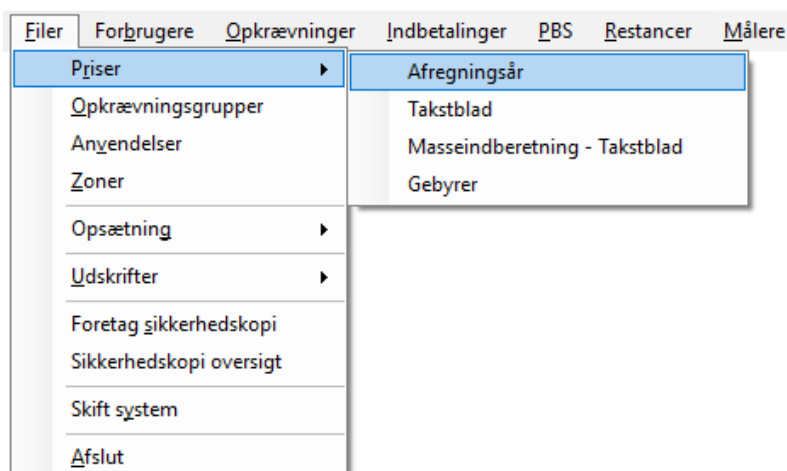 Filer Forbrugere Opkrævninger Indbetalinger PBS Restancer Målere
Priser
Opkrævningsgrupper
Anvendelser
Zoner
Opsætning
Udskrifter
Foretag sikkerhedskopi
Sikkerhedskopi oversigt
Skift system
Afslut
Afregningsår
Takstblad
Masseindberetning - Takstblad
Gebyrer